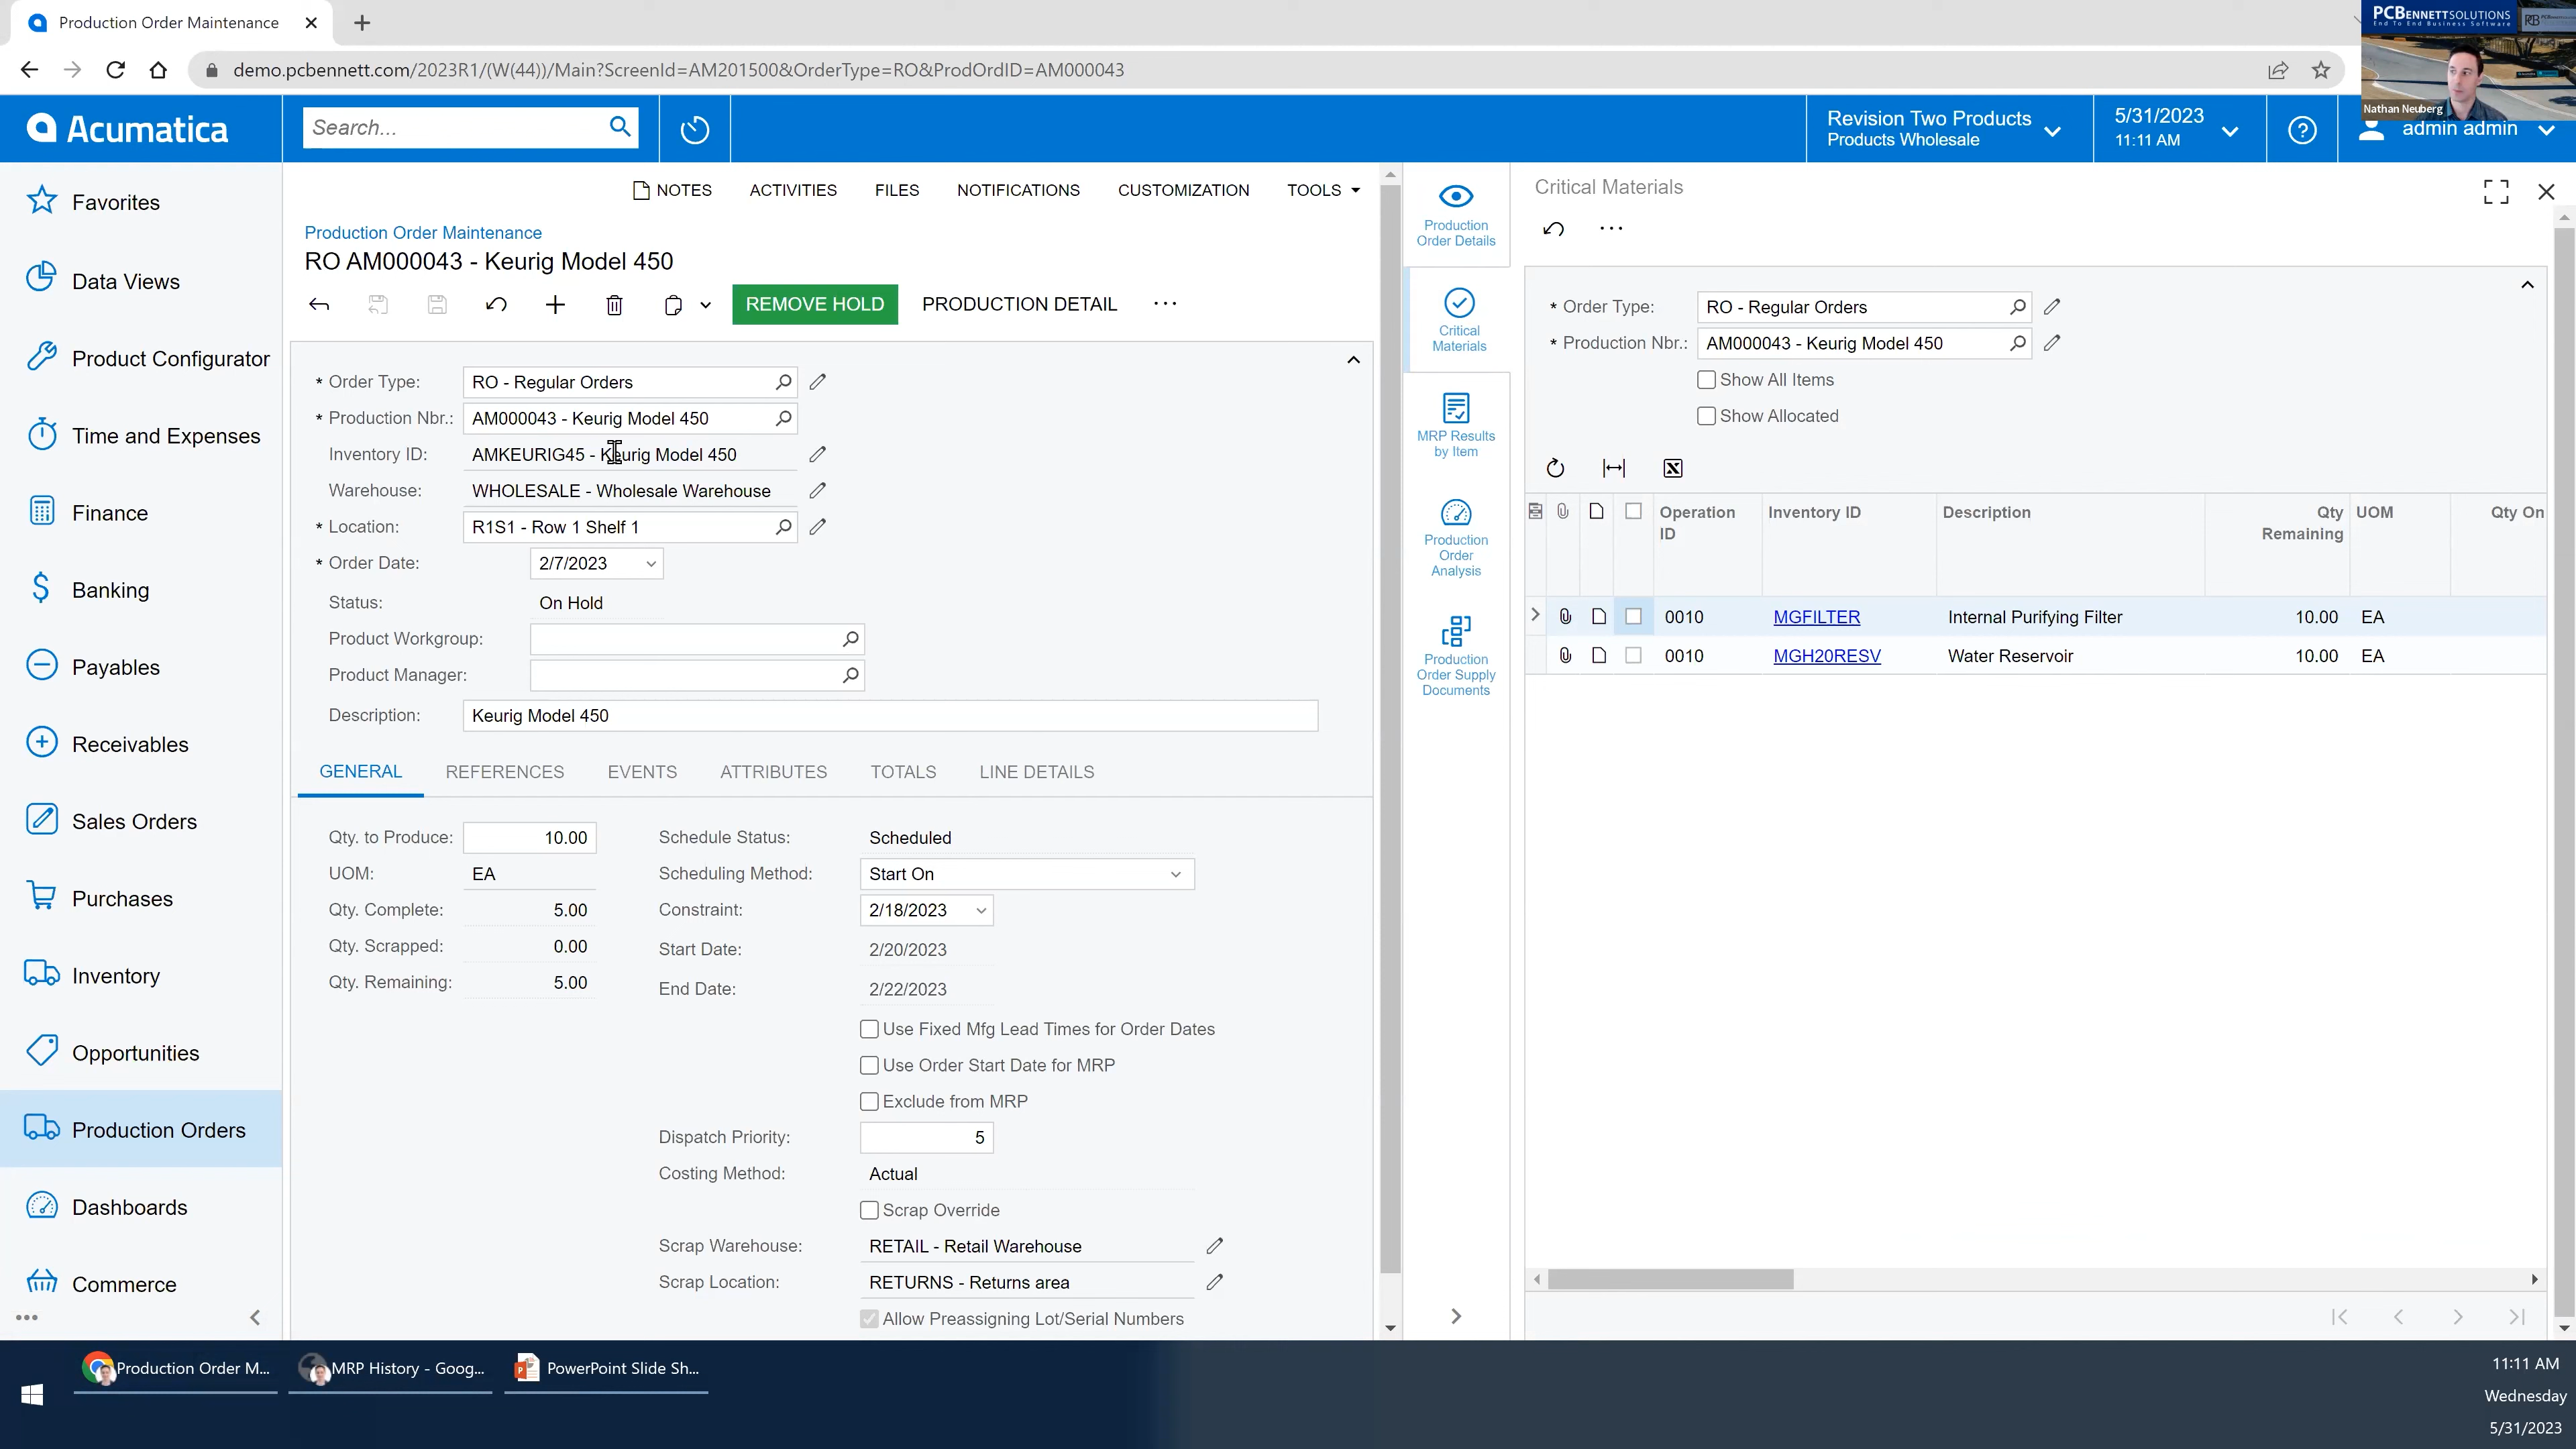 Production Order Maintenance
demo.pcbennett.com/2023R1/(W(44))/Main?ScreenId=AM201500&OrderType=RO&ProdOrdID=AM000043
PCBENNETTSOLUTIONS
End To End Business Software
Nathan Neuberg
Acumatica
Search...
Revision Two Products
Products Wholesale
5/31/2023
11:11 AM
admin admin
Favorites
Data Views
Product Configurator
Time and Expenses
Finance
Banking
Payables
Receivables
Sales Orders
Purchases
Inventory
Opportunities
Production Orders
Dashboards
Commerce
NOTES ACTIVITIES FILES NOTIFICATIONS CUSTOMIZATION TOOLS
Production Order Maintenance
RO AM000043 - Keurig Model 450
REMOVE HOLD PRODUCTION DETAIL
* Order Type: RO - Regular Orders
* Production Nbr.: AM000043 - Keurig Model 450
Inventory ID: AMKEURIG45 - Keurig Model 450
Warehouse: WHOLESALE - Wholesale Warehouse
* Location: R1S1 - Row 1 Shelf 1
* Order Date: 2/7/2023
Status: On Hold
Product Workgroup:
Product Manager:
Description: Keurig Model 450
GENERAL REFERENCES EVENTS ATTRIBUTES TOTALS LINE DETAILS
Qty. to Produce: 10.00
UOM: EA
Qty. Complete: 5.00
Qty. Scrapped: 0.00
Qty. Remaining: 5.00
Schedule Status: Scheduled
Scheduling Method: Start On
Constraint: 2/18/2023
Start Date: 2/20/2023
End Date: 2/22/2023
Use Fixed Mfg Lead Times for Order Dates
Use Order Start Date for MRP
Exclude from MRP
Dispatch Priority: 5
Costing Method: Actual
Scrap Override
Scrap Warehouse: RETAIL - Retail Warehouse
Scrap Location: RETURNS - Returns area
Allow Preassigning Lot/Serial Numbers
Production
Order Details
Critical
Materials
MRP Results
by Item
Production
Order
Analysis
Production
Order Supply
Documents
Critical Materials
* Order Type: RO - Regular Orders
* Production Nbr.: AM000043 - Keurig Model 450
Show All Items
Show Allocated
Operation ID Inventory ID Description Qty Remaining UOM Qty On
0010 MGFILTER Internal Purifying Filter 10.00 EA
0010 MGH20RESV Water Reservoir 10.00 EA
Production Order M...
MRP History - Goog...
PowerPoint Slide Sh...
11:11 AM
Wednesday
5/31/2023